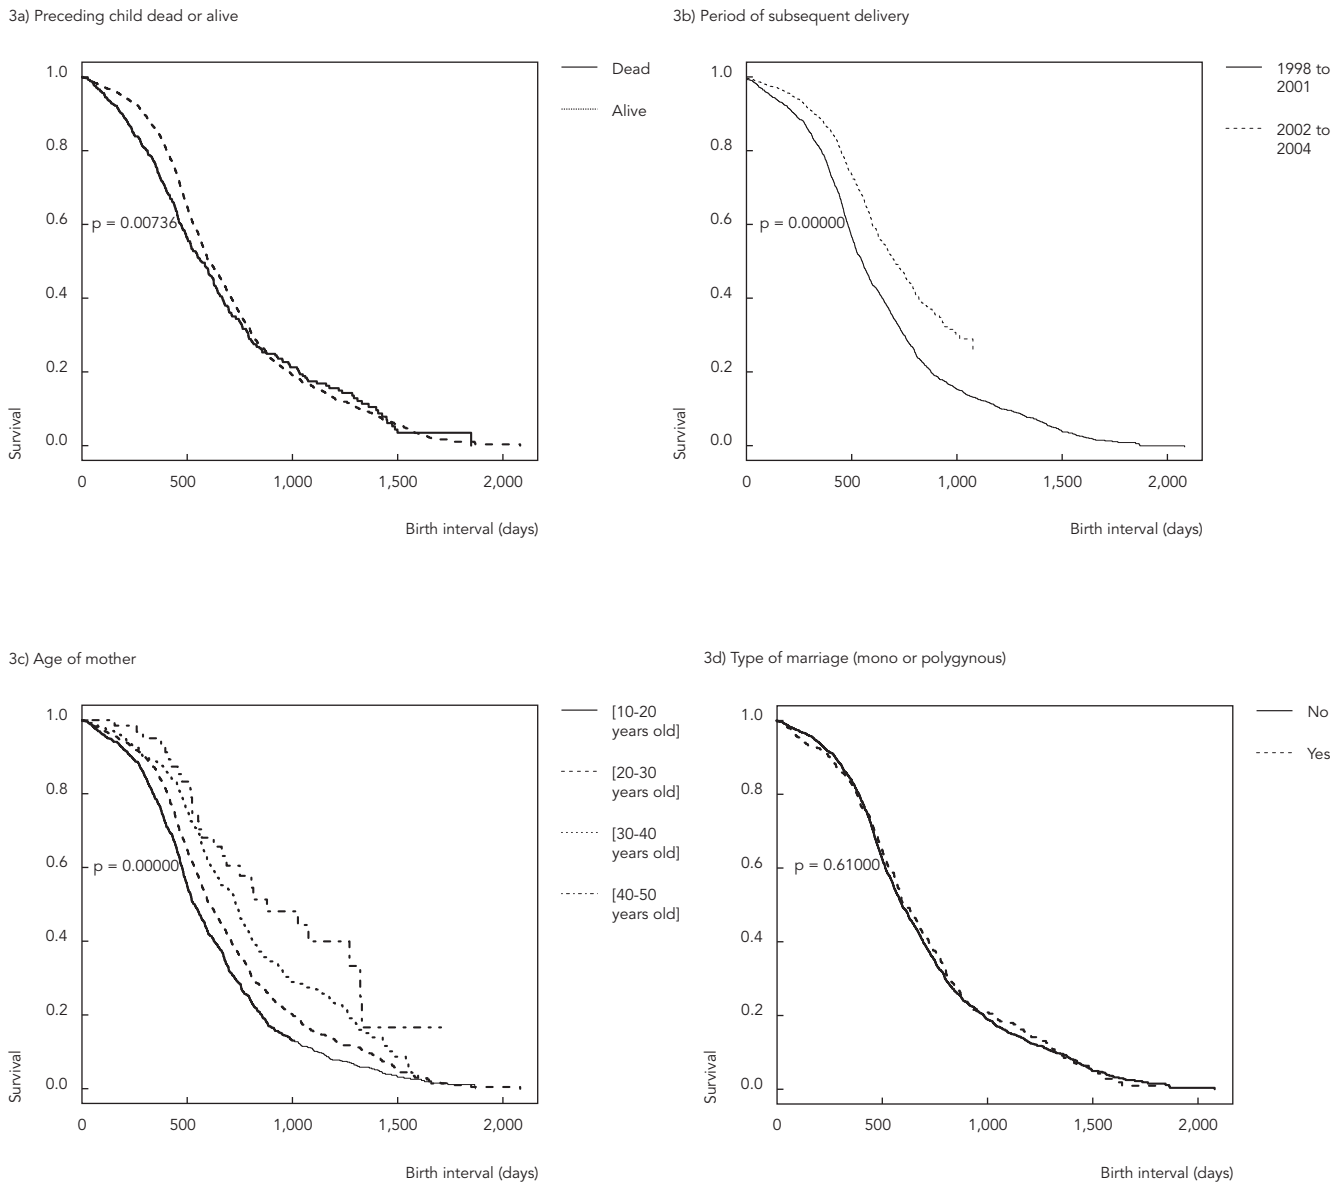 3a) Preceding child dead or alive
1.0
0.8
0.6
0.4
0.2
0.0
Survival
p = 0.00736
0 500 1,000 1,500 2,000
Birth interval (days)
Dead
Alive
3b) Period of subsequent delivery
1.0
0.8
0.6
0.4
0.2
0.0
Survival
p = 0.00000
0 500 1,000 1,500 2,000
Birth interval (days)
1998 to
2001
2002 to
2004
3c) Age of mother
1.0
0.8
0.6
0.4
0.2
0.0
Survival
p = 0.00000
0 500 1,000 1,500 2,000
Birth interval (days)
[10-20
years old]
[20-30
years old]
[30-40
years old]
[40-50
years old]
3d) Type of marriage (mono or polygynous)
1.0
0.8
0.6
0.4
0.2
0.0
Survival
p = 0.61000
0 500 1,000 1,500 2,000
Birth interval (days)
No
Yes